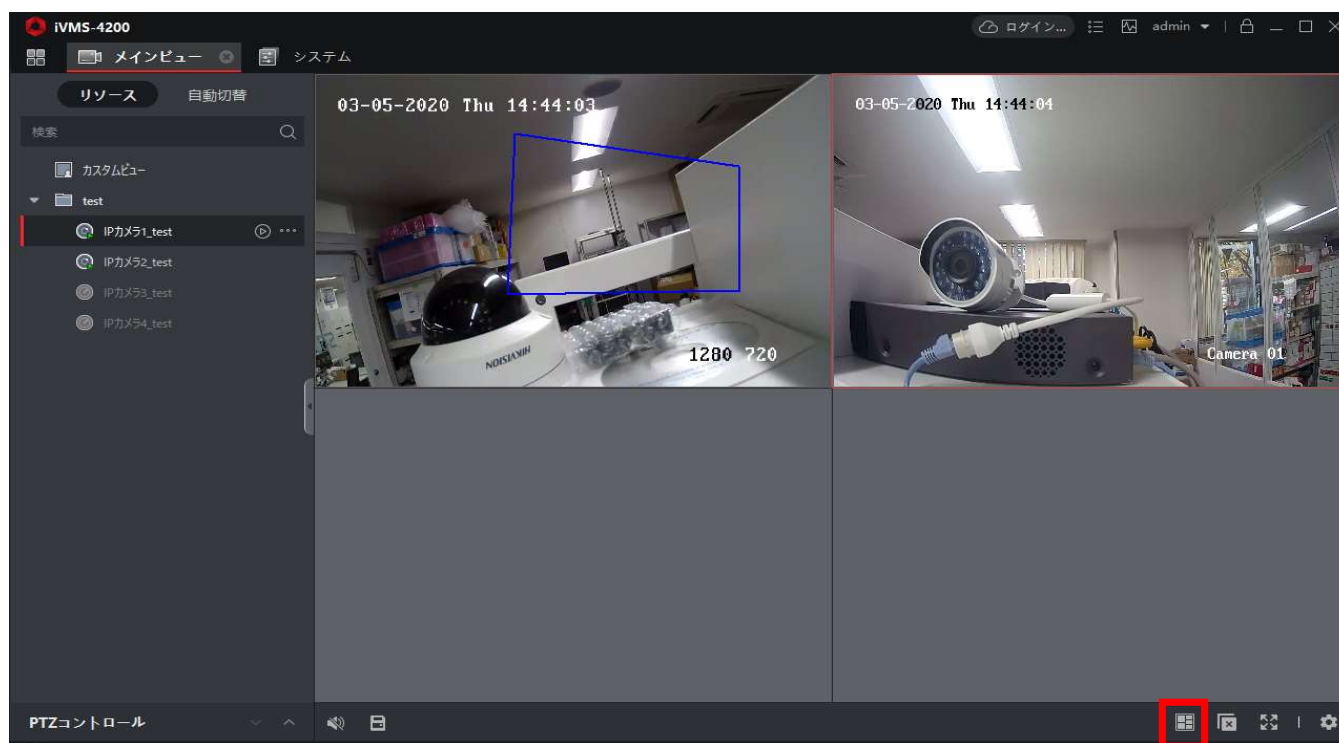 iVMS-4200
ログイン...
admin
メインビュー
システム
リソース
自動切替
検索
カスタムビュー
test
IPカメラ1_test
IPカメラ2_test
IPカメラ3_test
IPカメラ4_test
03-05-2020 Thu 14:44:03
HIKVISION
1280 720
03-05-2020 Thu 14:44:04
Camera 01
PTZコントロール